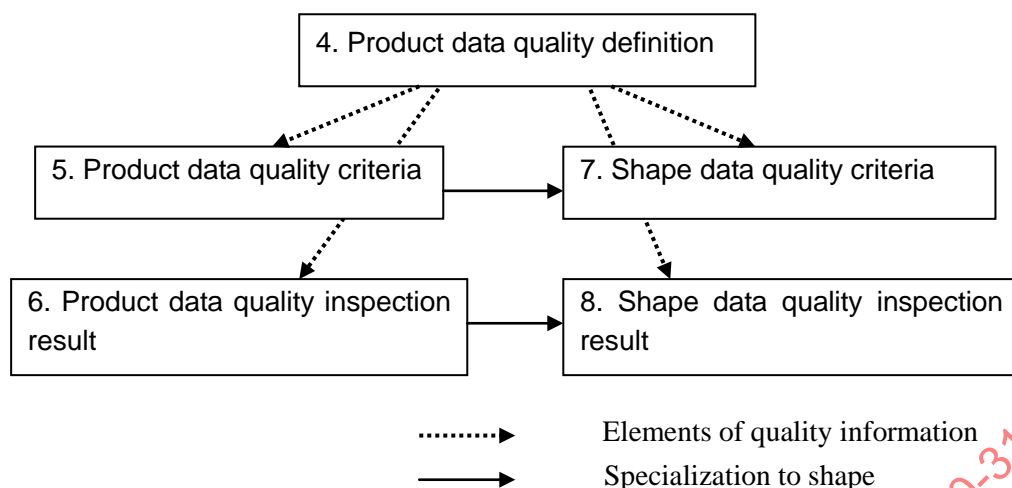 4. Product data quality definition
5. Product data quality criteria
7. Shape data quality criteria
6. Product data quality inspection
result
8. Shape data quality inspection
result
Elements of quality information
Specialization to shape